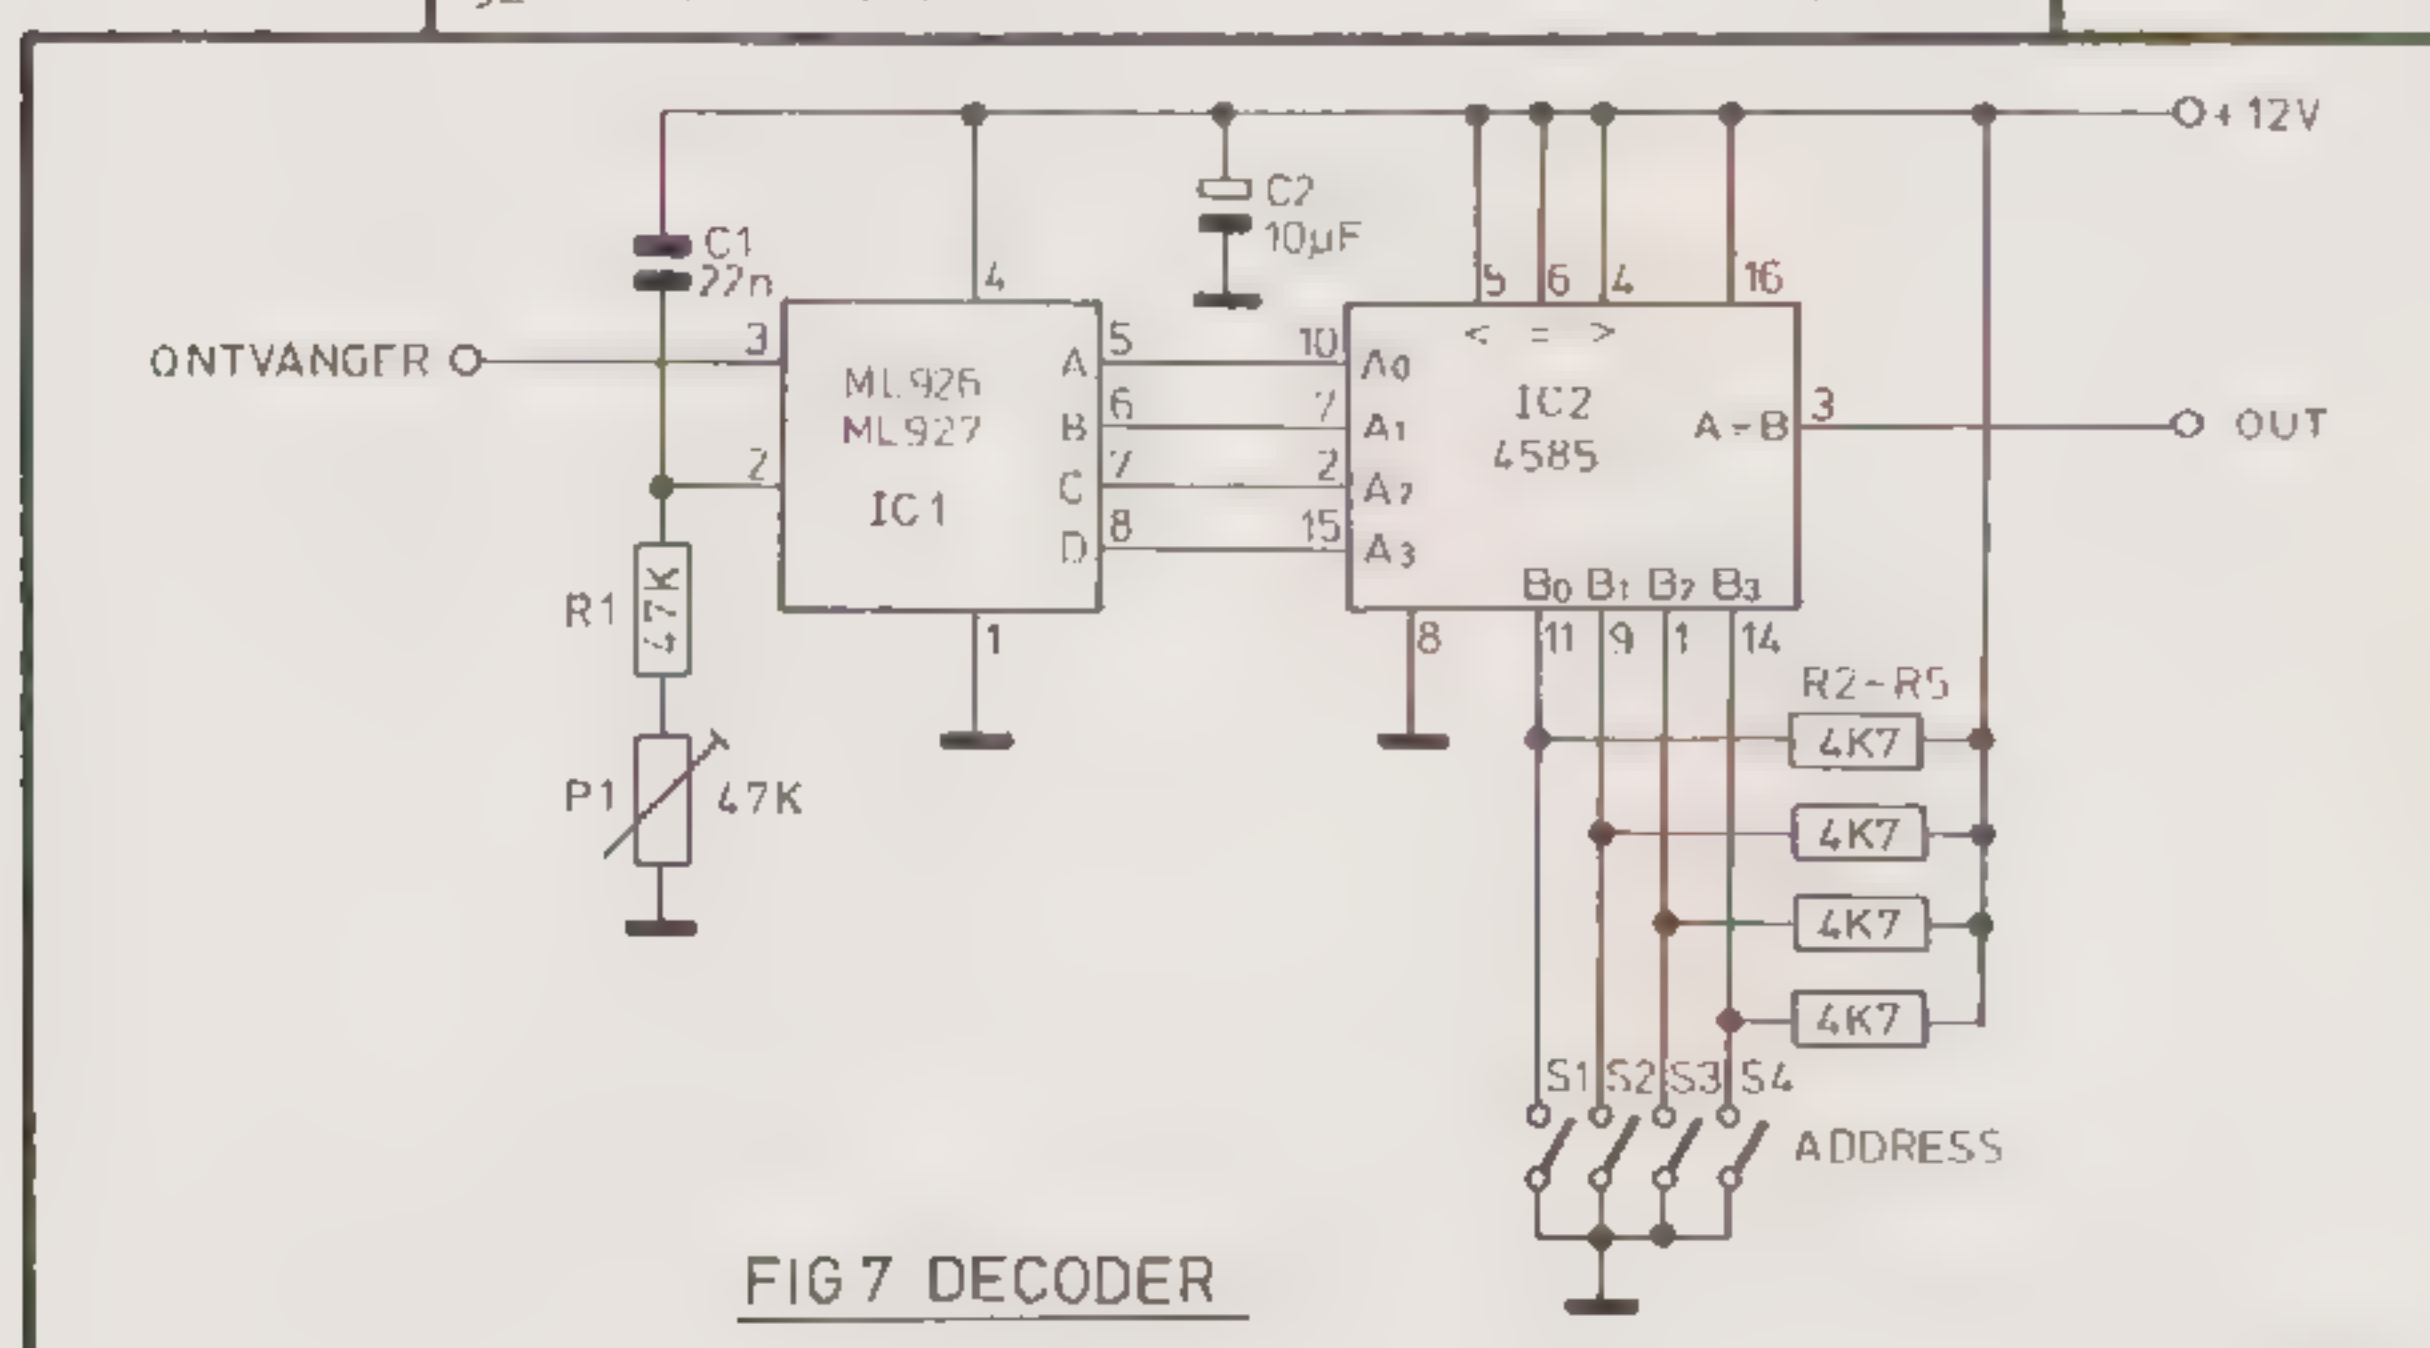 + 12V
C1
22n
C2
10µF
4
5 6 4 16
ONTVANGER
3
2
ML926
ML927
IC1
A 5
B 6
C 7
D 8
1
10 A0
7 A1
2 A2
15 A3
< = >
IC2
4585
A=B
3
OUT
B0 B1 B2 B3
8 11 9 1 14
R1
47K
P1
47K
R2-R5
4K7
4K7
4K7
4K7
S1 S2 S3 S4
ADDRESS
FIG 7 DECODER